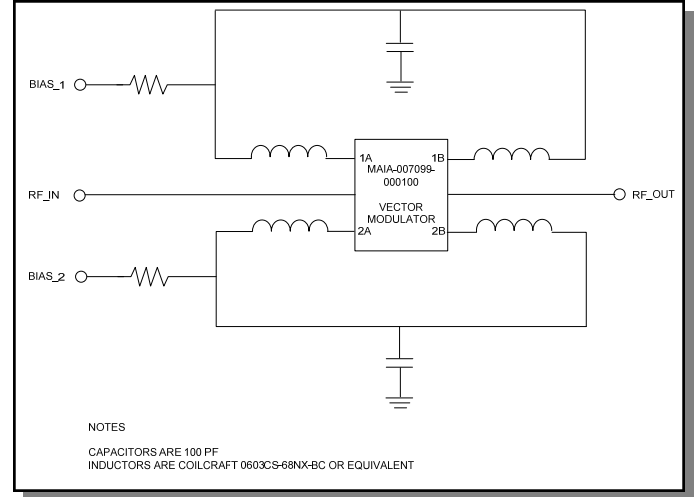 BIAS_1
1A
1B
MAIA-007099-
000100
RF_IN
RF_OUT
VECTOR
MODULATOR
2A
2B
BIAS_2
NOTES
CAPACITORS ARE 100 PF
INDUCTORS ARE COILCRAFT 0603CS-68NX-BC OR EQUIVALENT